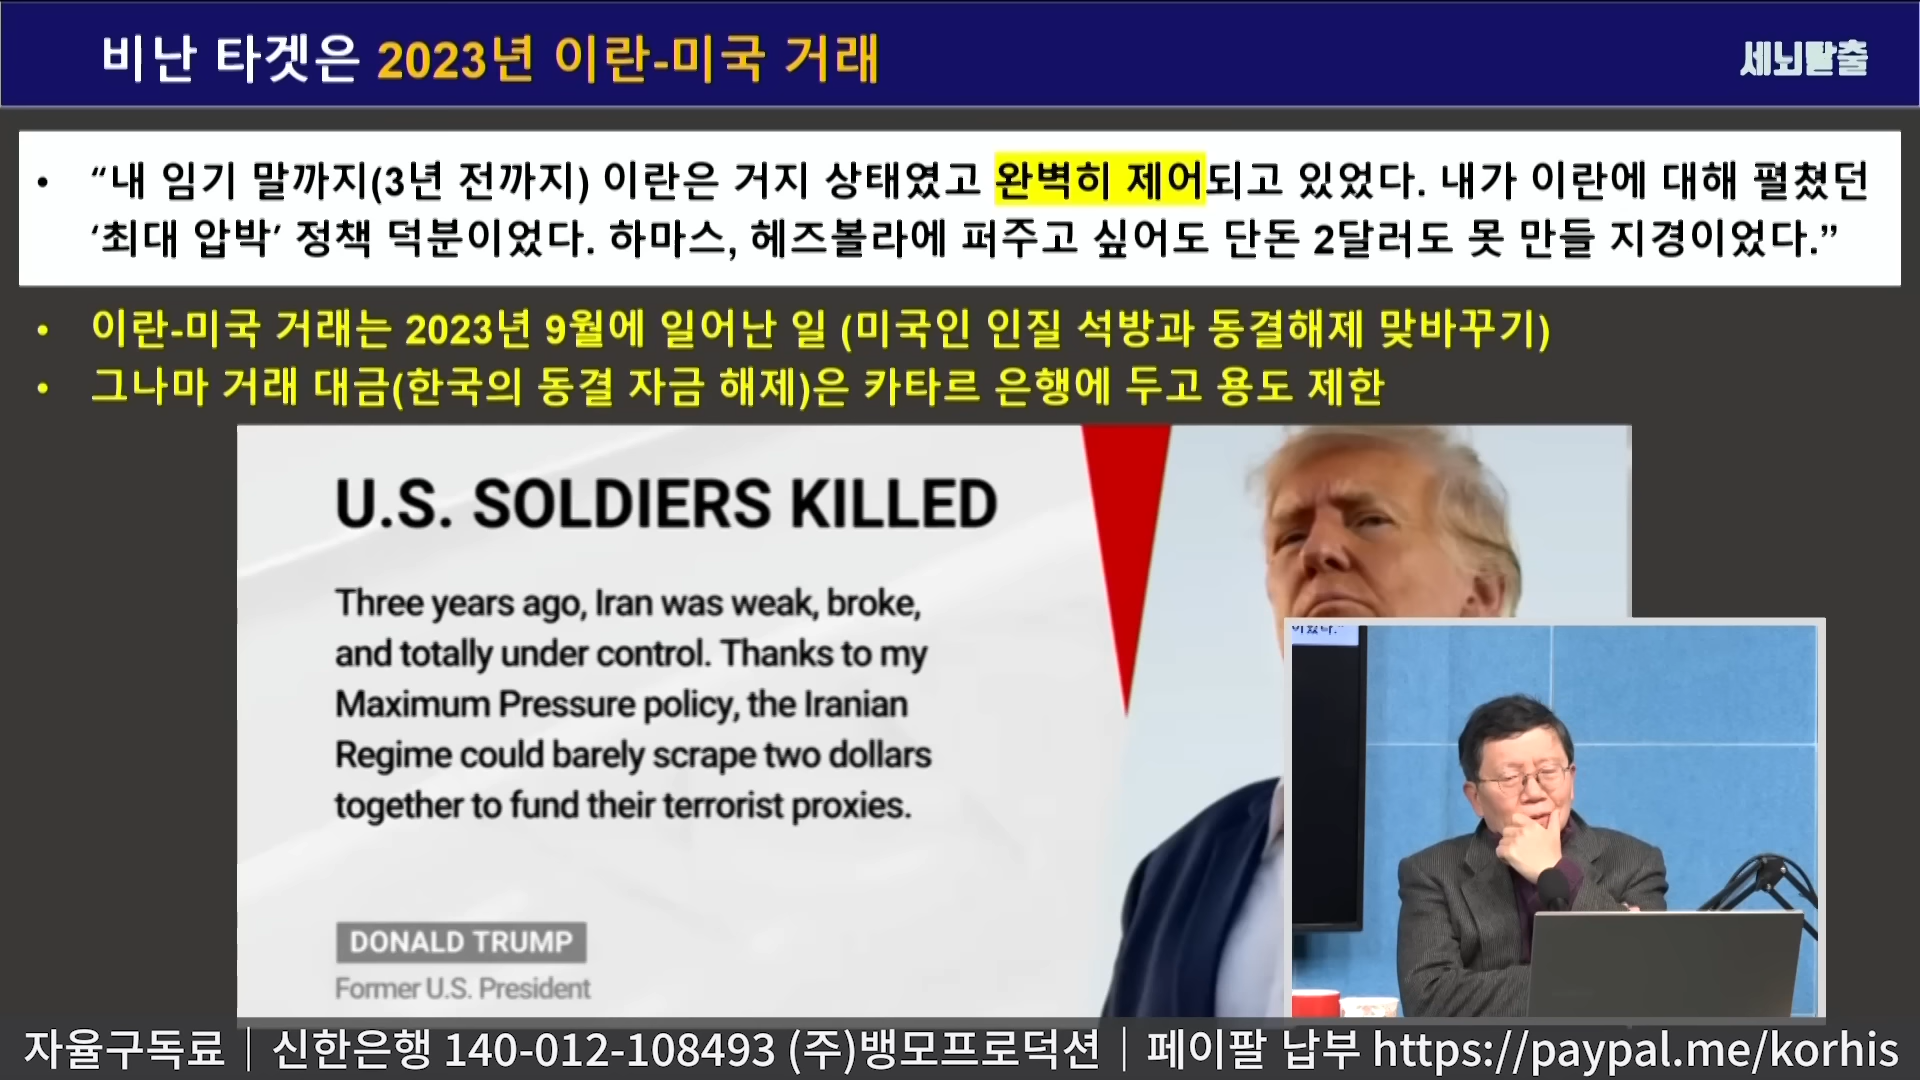 비난 타겟은 2023년 이란-미국 거래
세뇌탈출
• “내 임기 말까지(3년 전까지) 이란은 거지 상태였고 완벽히 제어되고 있었다. 내가 이란에 대해 펼쳤던
‘최대 압박’ 정책 덕분이었다. 하마스, 헤즈볼라에 퍼주고 싶어도 단돈 2달러도 못 만들 지경이었다.”
• 이란-미국 거래는 2023년 9월에 일어난 일 (미국인 인질 석방과 동결해제 맞바꾸기)
• 그나마 거래 대금(한국의 동결 자금 해제)은 카타르 은행에 두고 용도 제한
U.S. SOLDIERS KILLED
Three years ago, Iran was weak, broke,
and totally under control. Thanks to my
Maximum Pressure policy, the Iranian
Regime could barely scrape two dollars
together to fund their terrorist proxies.
DONALD TRUMP
Former U.S. President
자율구독료｜신한은행 140-012-108493 (주)뱅모프로덕션｜페이팔 납부 https://paypal.me/korhis